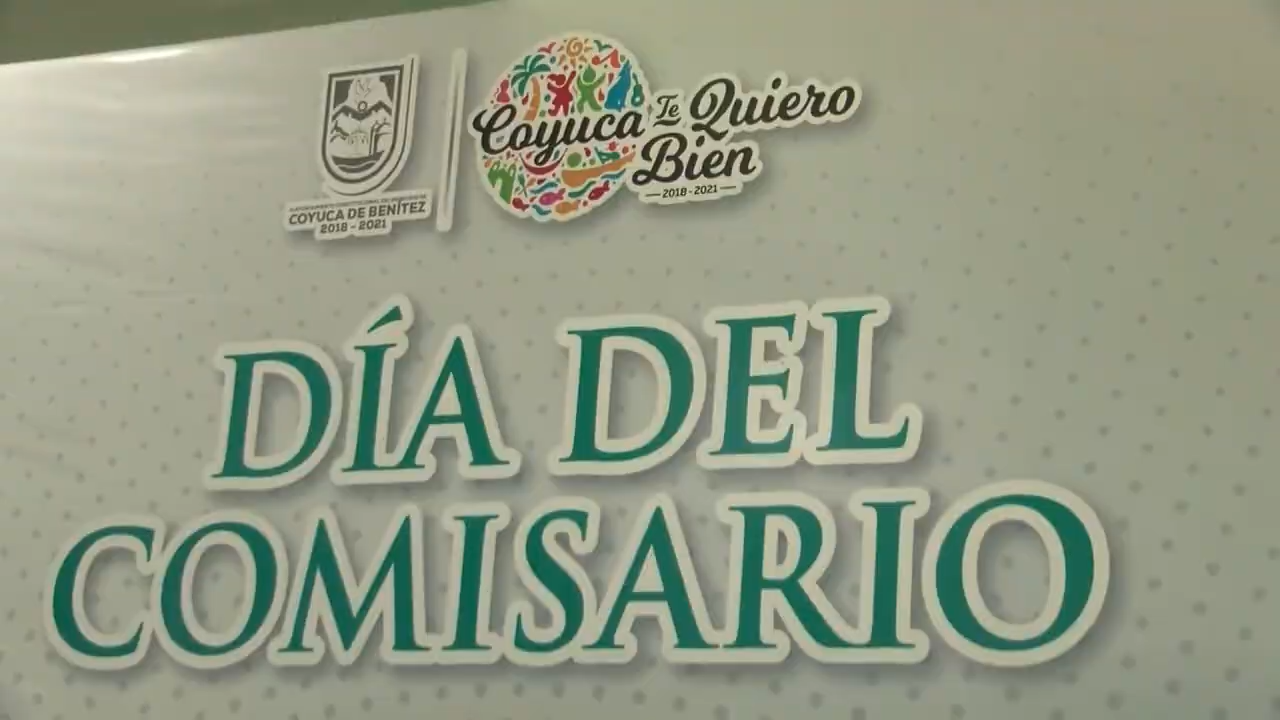 COYUCA DE BENÍTEZ
2018 - 2021
Coyuca Te Quiero
Bien
2018 - 2021
DÍA DEL
COMISARIO